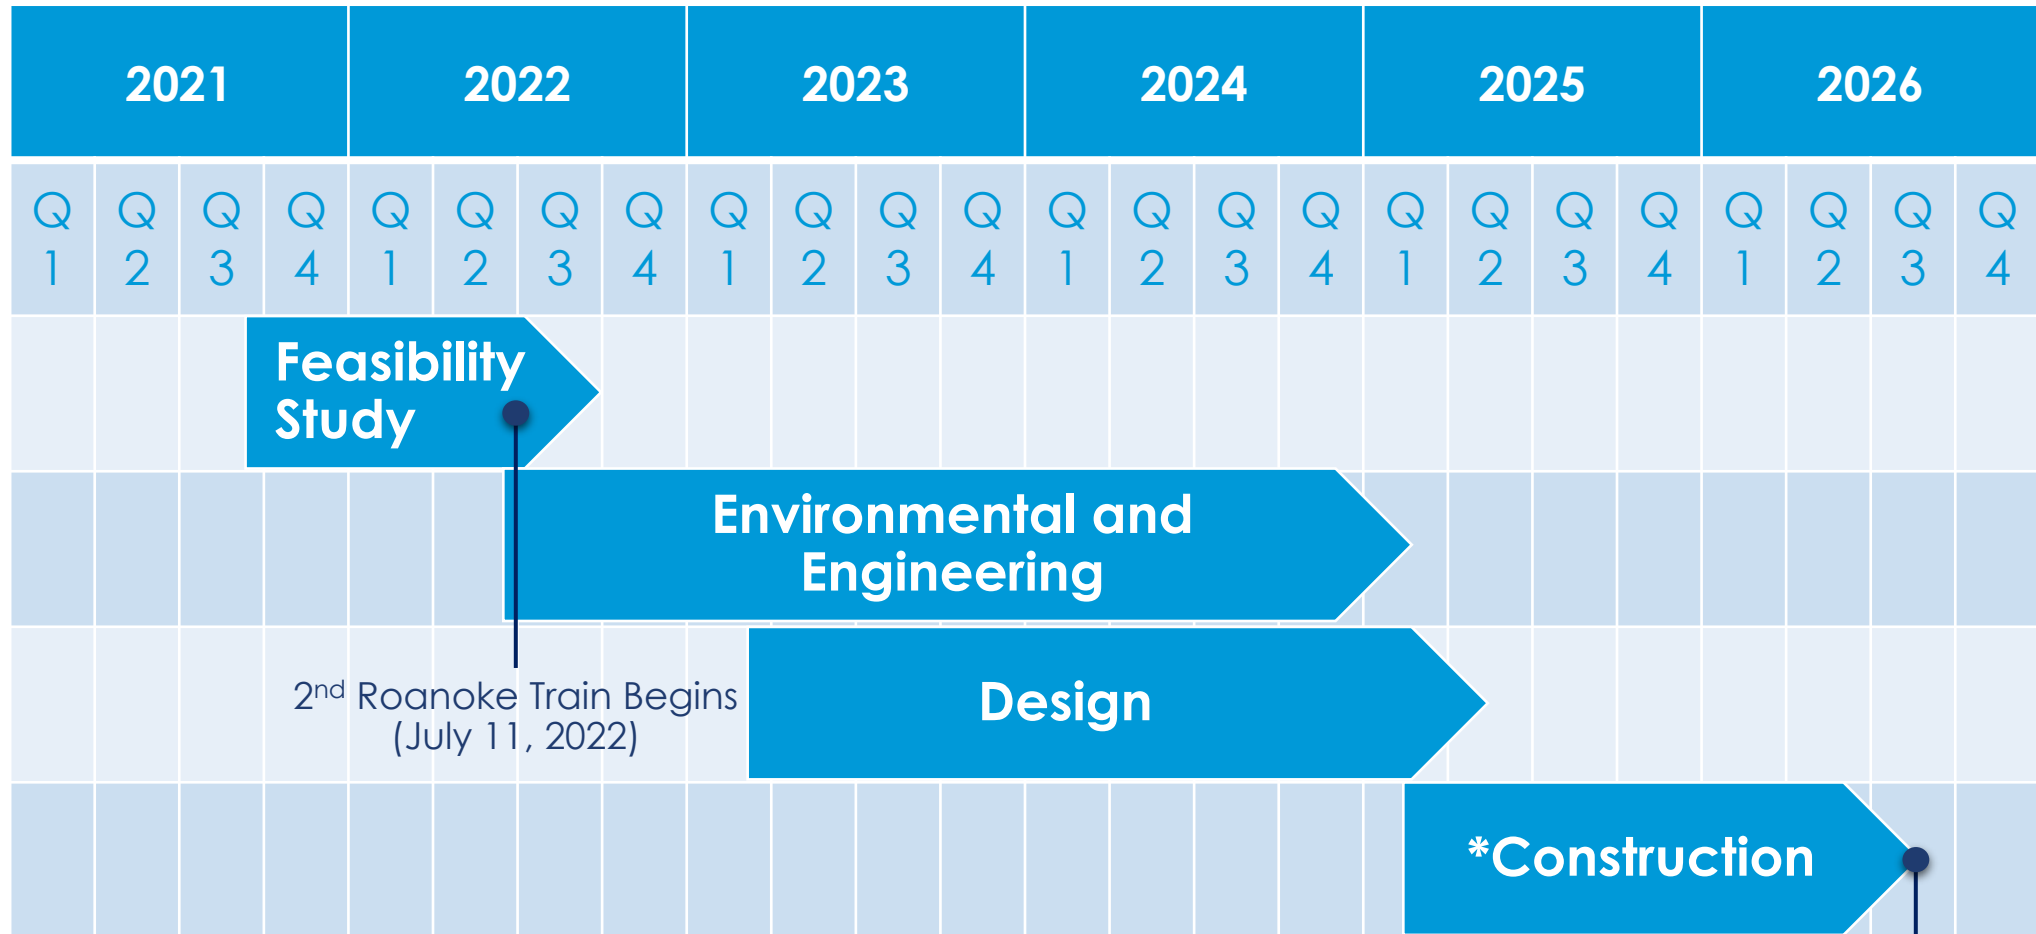 2021 2022 2023 2024 2025 2026
Q Q Q Q Q Q Q Q Q Q Q Q Q Q Q Q Q Q Q Q Q Q Q Q
1 2 3 4 1 2 3 4 1 2 3 4 1 2 3 4 1 2 3 4 1 2 3 4
Feasibility
Study
Environmental and
Engineering
2nd Roanoke Train Begins
(July 11, 2022)
Design
*Construction